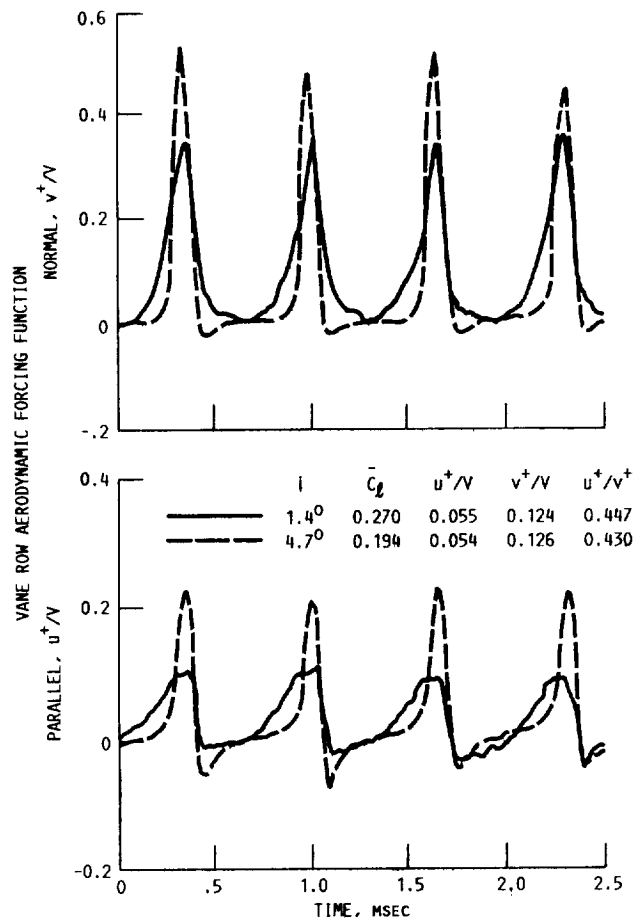 VANE ROW AERODYNAMIC FORCING FUNCTION
NORMAL, v+/V
0.6
0.4
0.2
0
-.2
i C̄ℓ u+/V v+/V u+/v+
1.4° 0.270 0.055 0.124 0.447
4.7° 0.194 0.054 0.126 0.430
PARALLEL, u+/V
0.4
0.2
0
-0.2
0 .5 1.0 1.5 2.0 2.5
TIME, MSEC